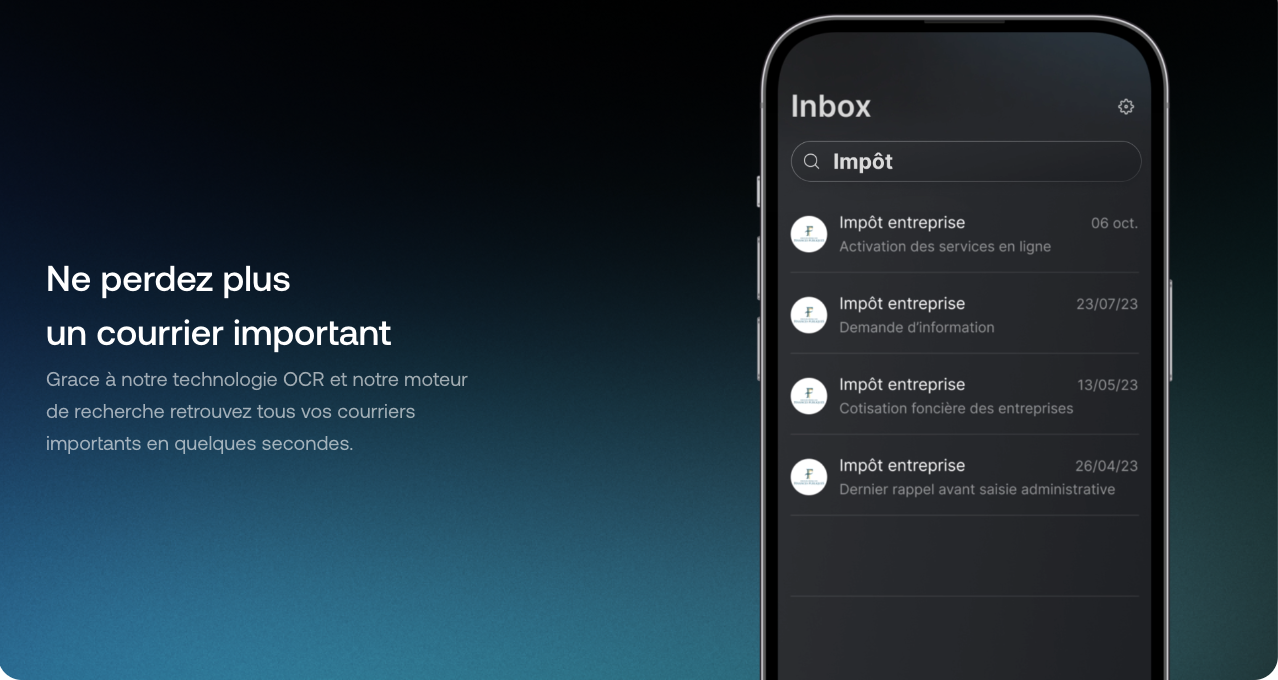 Ne perdez plus
un courrier important
Grace à notre technologie OCR et notre moteur
de recherche retrouvez tous vos courriers
importants en quelques secondes.
Inbox
Impôt
Impôt entreprise 06 oct.
Activation des services en ligne
Impôt entreprise 23/07/23
Demande d'information
Impôt entreprise 13/05/23
Cotisation foncière des entreprises
Impôt entreprise 26/04/23
Dernier rappel avant saisie administrative